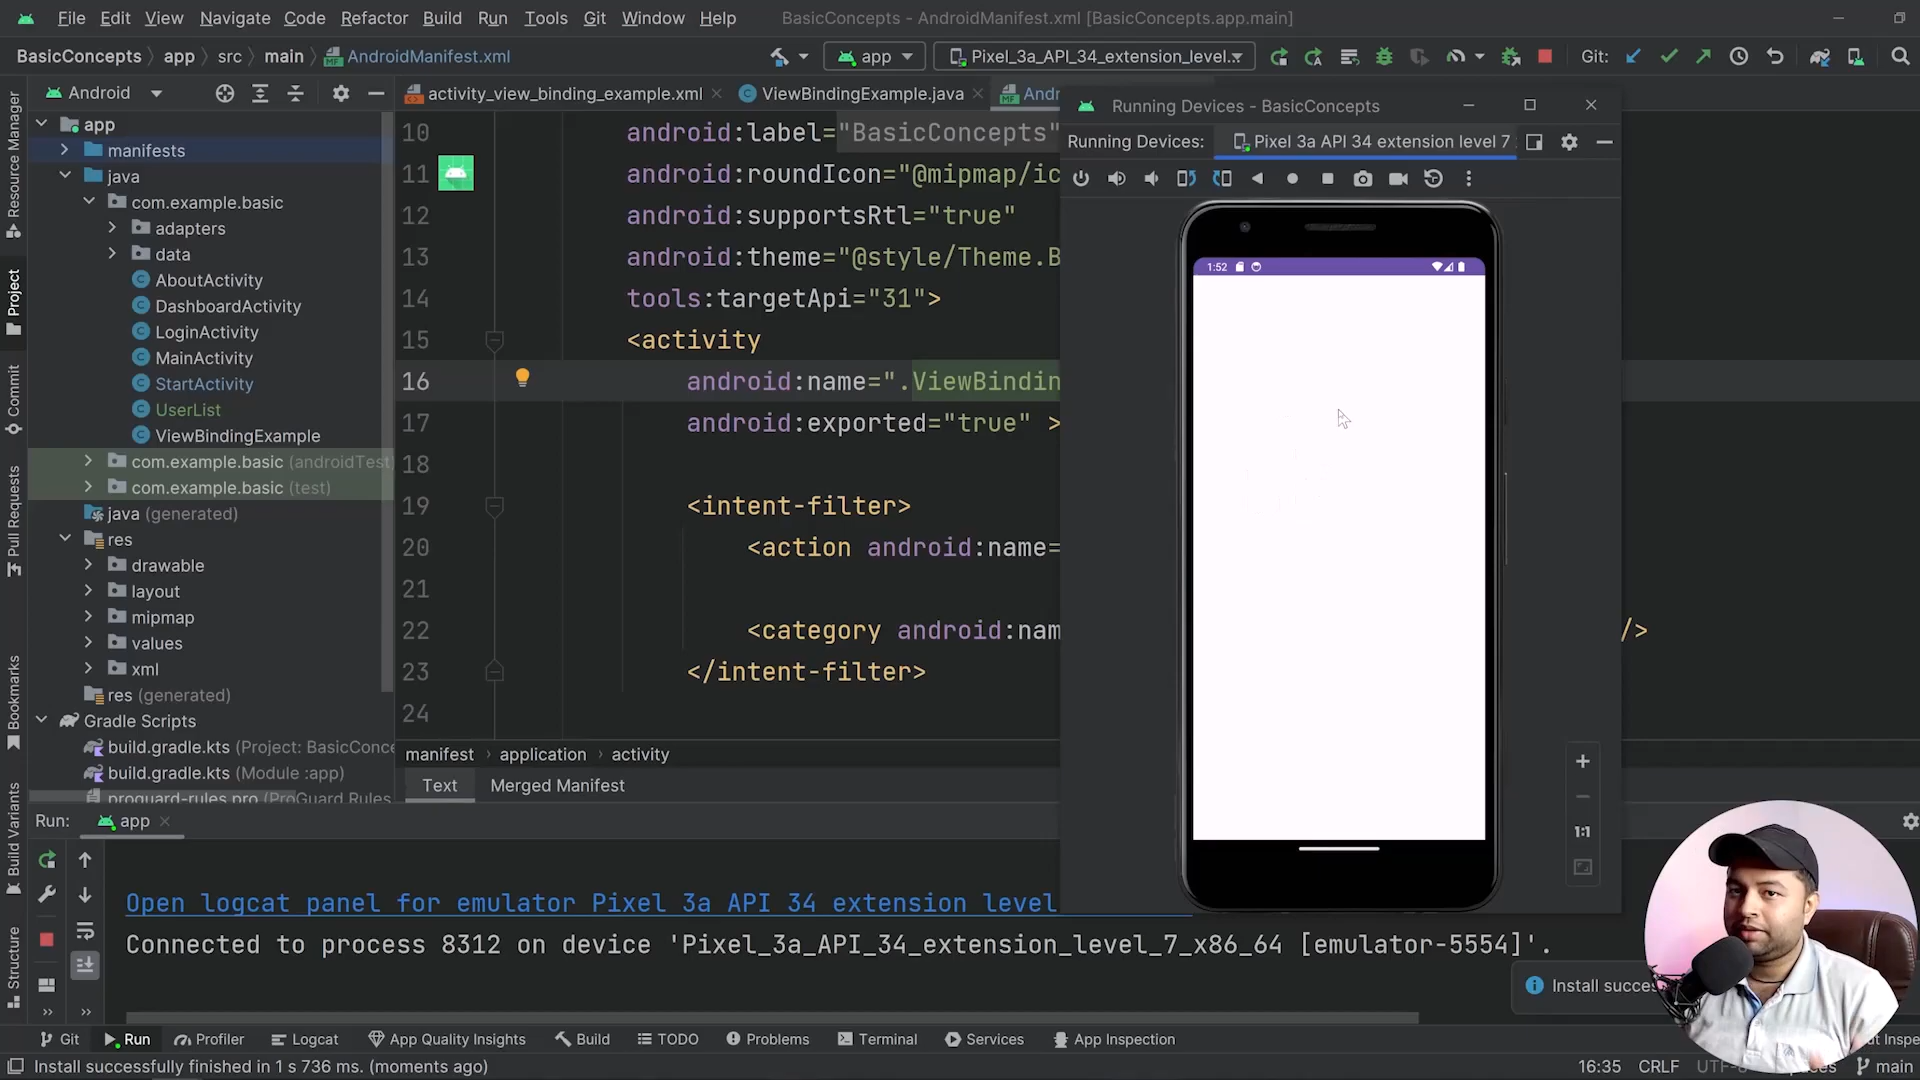 File Edit View Navigate Code Refactor Build Run Tools Git Window Help BasicConcepts - AndroidManifest.xml [BasicConcepts.app.main]
BasicConcepts app src main AndroidManifest.xml app Pixel_3a_API_34_extension_level... Git:
Android activity_view_binding_example.xml ViewBindingExample.java And
Running Devices - BasicConcepts
Running Devices: Pixel 3a API 34 extension level 7
Resource Manager
Project
Commit
Pull Requests
Bookmarks
Build Variants
Structure
app
manifests
java
com.example.basic
adapters
data
AboutActivity
DashboardActivity
LoginActivity
MainActivity
StartActivity
UserList
ViewBindingExample
com.example.basic (androidTest)
com.example.basic (test)
java (generated)
res
drawable
layout
mipmap
values
xml
res (generated)
Gradle Scripts
build.gradle.kts (Project: BasicConce
build.gradle.kts (Module :app)
proguard-rules.pro (ProGuard Rules
10 android:label="BasicConcepts"
11 android:roundIcon="@mipmap/ic
12 android:supportsRtl="true"
13 android:theme="@style/Theme.B
14 tools:targetApi="31">
15 <activity
16 android:name=".ViewBindin
17 android:exported="true" >
18
19 <intent-filter>
20 <action android:name=
21
22 <category android:nam />
23 </intent-filter>
24
manifest application activity
Text Merged Manifest
1:52
1:1
Run: app
Open logcat panel for emulator Pixel 3a API 34 extension level
Connected to process 8312 on device 'Pixel_3a_API_34_extension_level_7_x86_64 [emulator-5554]'.
Install succes
Git Run Profiler Logcat App Quality Insights Build TODO Problems Terminal Services App Inspection
Install successfully finished in 1 s 736 ms. (moments ago) 16:35 CRLF main